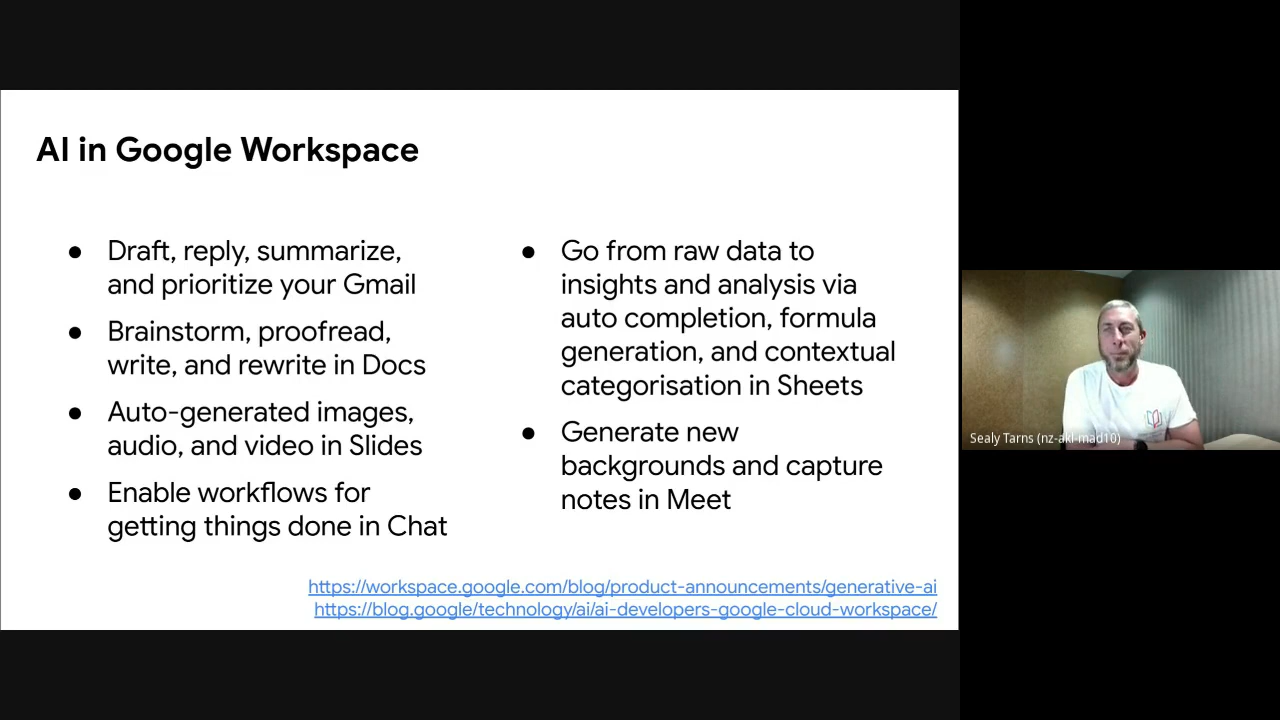 AI in Google Workspace
● Draft, reply, summarize,
and prioritize your Gmail
● Brainstorm, proofread,
write, and rewrite in Docs
● Auto-generated images,
audio, and video in Slides
● Enable workflows for
getting things done in Chat
● Go from raw data to
insights and analysis via
auto completion, formula
generation, and contextual
categorisation in Sheets
● Generate new
backgrounds and capture
notes in Meet
https://workspace.google.com/blog/product-announcements/generative-ai
https://blog.google/technology/ai/ai-developers-google-cloud-workspace/
Sealy Tarns (nz-akl-mad10)